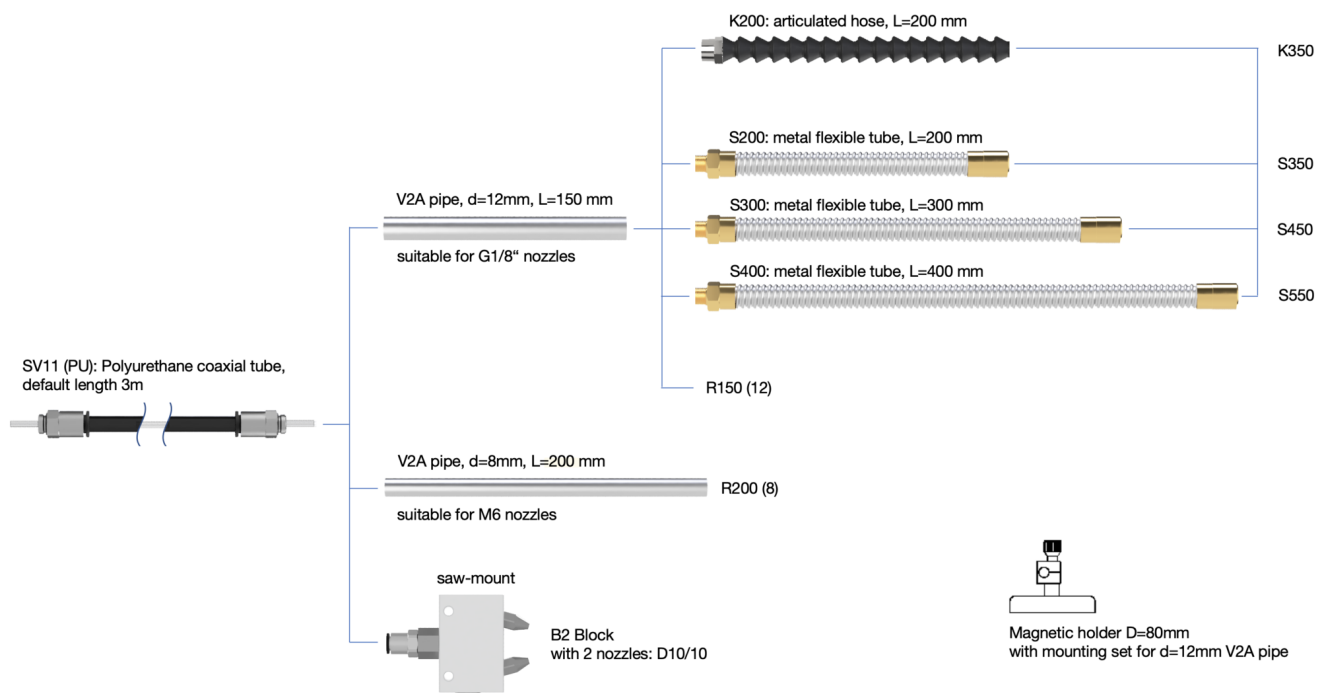 K200: articulated hose, L=200 mm
K350
S200: metal flexible tube, L=200 mm
S350
V2A pipe, d=12mm, L=150 mm
suitable for G1/8“ nozzles
S300: metal flexible tube, L=300 mm
S450
S400: metal flexible tube, L=400 mm
S550
R150 (12)
SV11 (PU): Polyurethane coaxial tube,
default length 3m
V2A pipe, d=8mm, L=200 mm
R200 (8)
suitable for M6 nozzles
saw-mount
B2 Block
with 2 nozzles: D10/10
Magnetic holder D=80mm
with mounting set for d=12mm V2A pipe